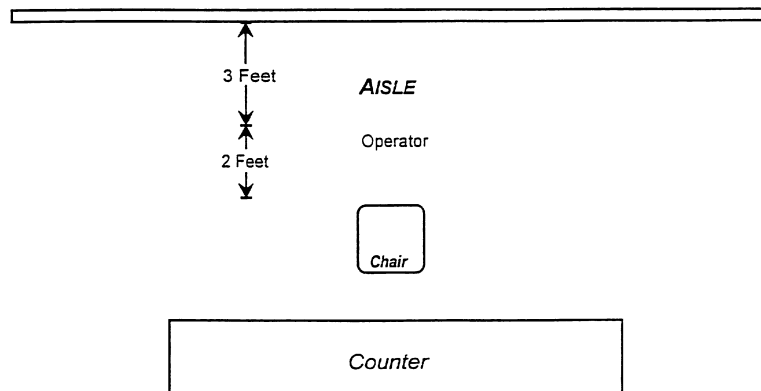 3 Feet
AISLE
Operator
2 Feet
Chair
Counter